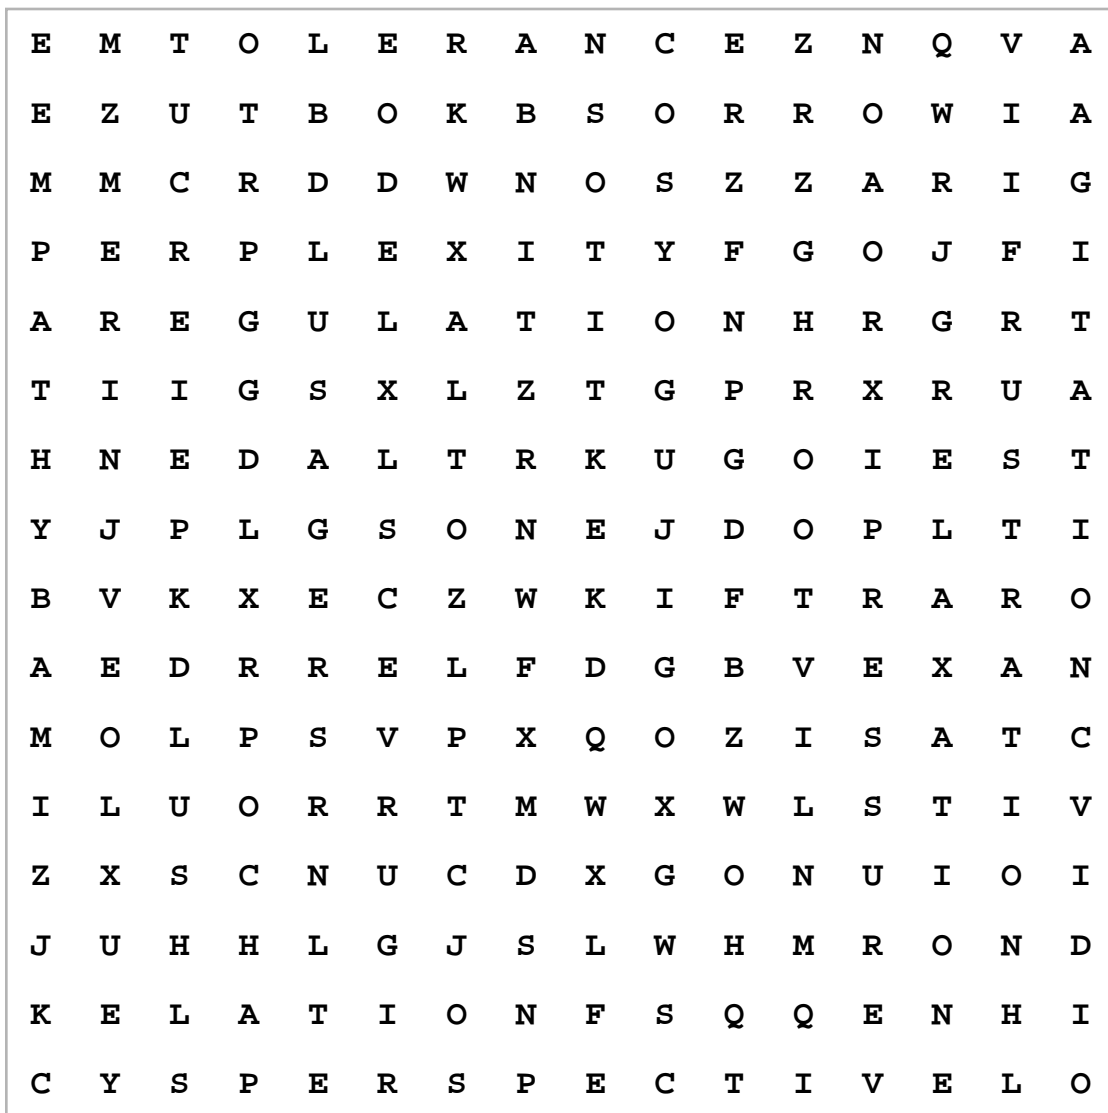 E M T O L E R A N C E Z N Q V A
E Z U T B O K B S O R R O W I A
M M C R D D W N O S Z Z A R I G
P E R P L E X I T Y F G O J F I
A R E G U L A T I O N H R G R T
T I I G S X L Z T G P R X R U A
H N E D A L T R K U G O I E S T
Y J P L G S O N E J D O P L T I
B V K X E C Z W K I F T R A R O
A E D R R E L F D G B V E X A N
M O L P S V P X Q O Z I S A T C
I L U O R R T M W X W L S T I V
Z X S C N U C D X G O N U I O I
J U H H L G J S L W H M R O N D
K E L A T I O N F S Q Q E N H I
C Y S P E R S P E C T I V E L O